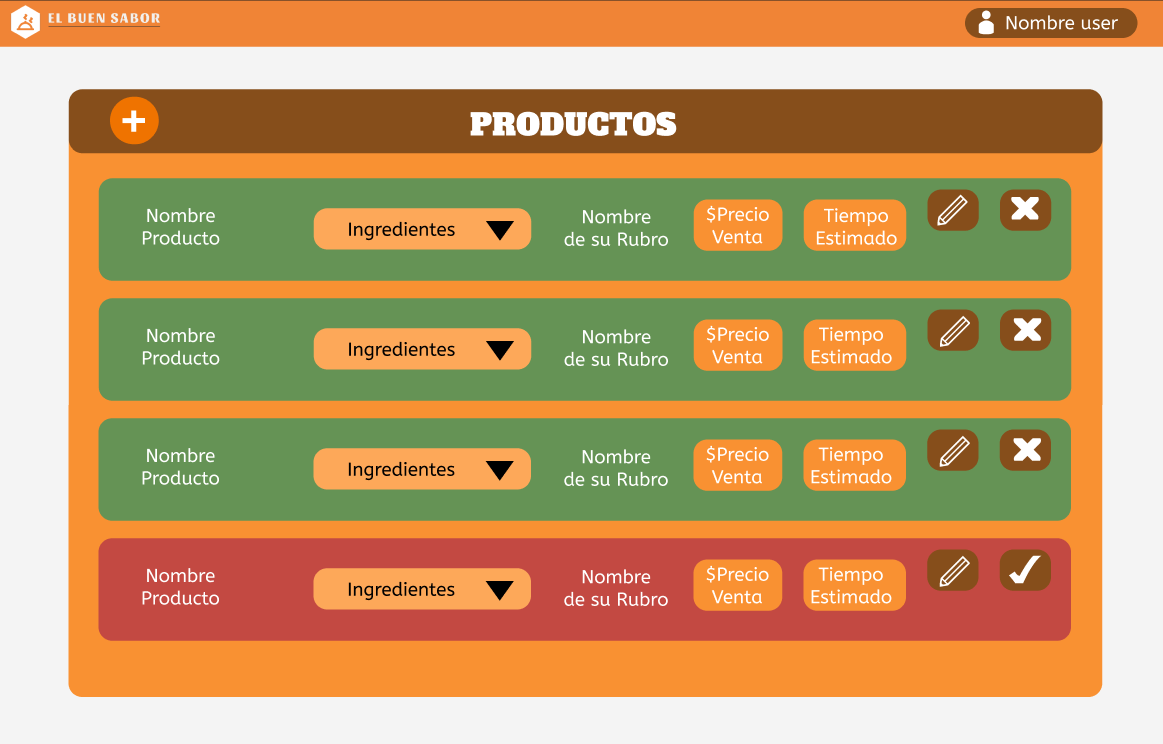 EL BUEN SABOR
Nombre user
PRODUCTOS
Nombre
Producto
Ingredientes
Nombre
de su Rubro
$Precio
Venta
Tiempo
Estimado
Nombre
Producto
Ingredientes
Nombre
de su Rubro
$Precio
Venta
Tiempo
Estimado
Nombre
Producto
Ingredientes
Nombre
de su Rubro
$Precio
Venta
Tiempo
Estimado
Nombre
Producto
Ingredientes
Nombre
de su Rubro
$Precio
Venta
Tiempo
Estimado